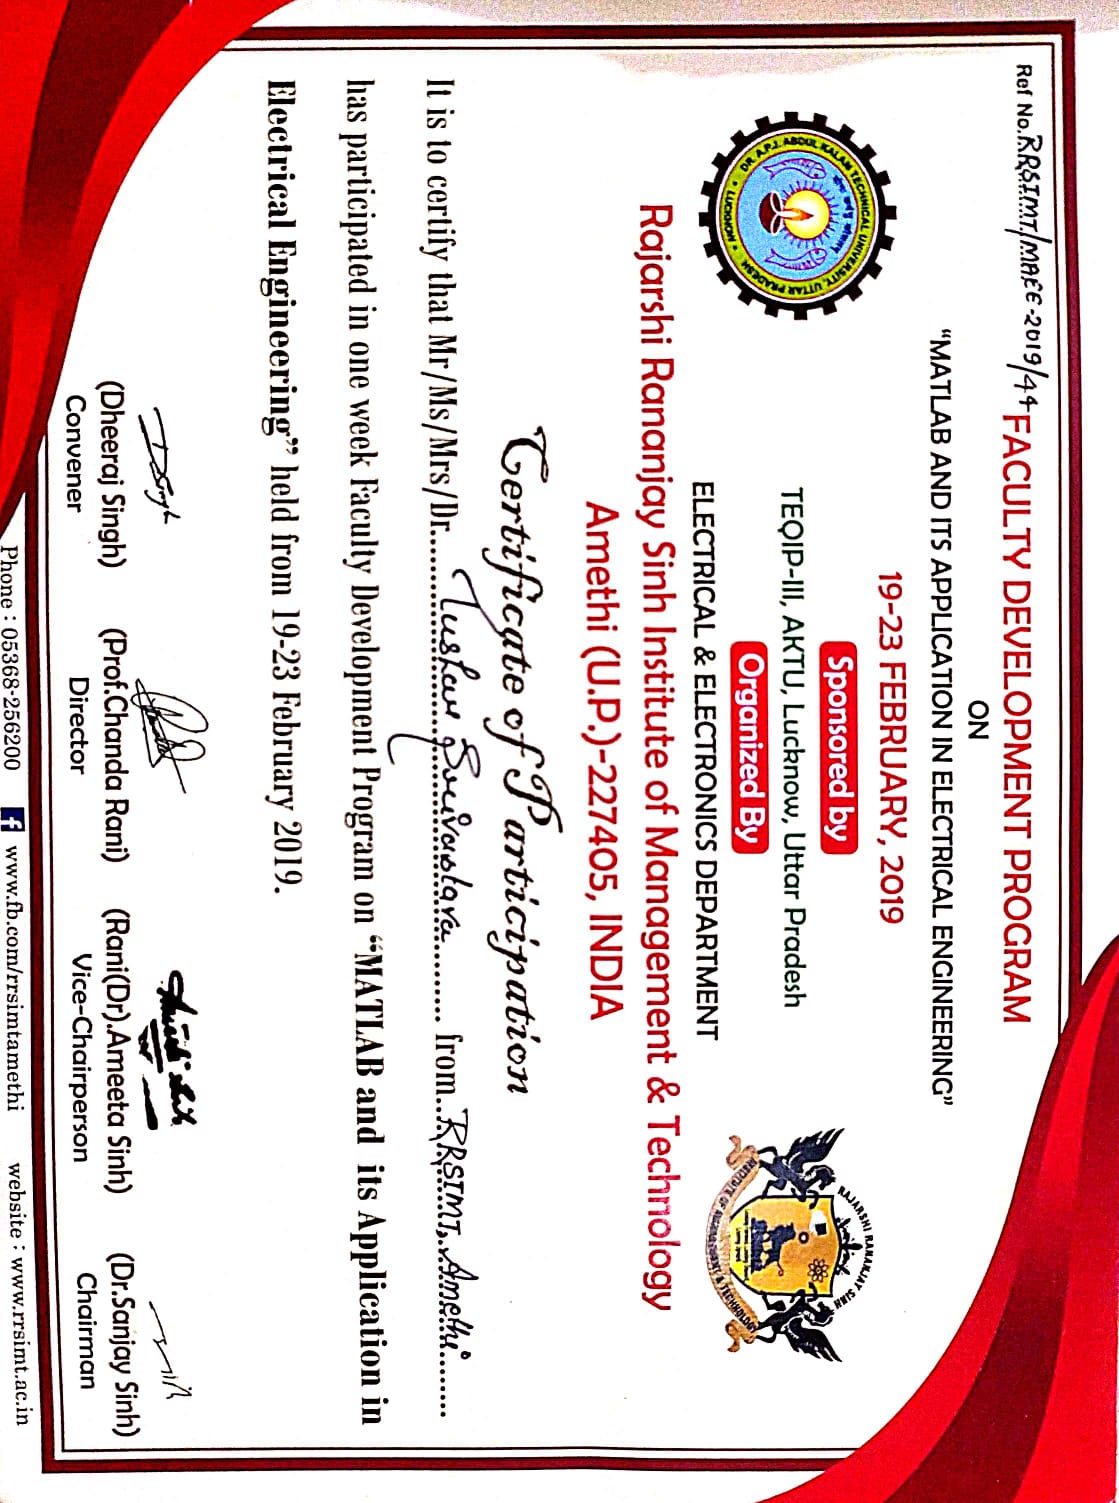 Ref No.RRSIMT/MAEE-2019/44
FACULTY DEVELOPMENT PROGRAM
ON
“MATLAB AND ITS APPLICATION IN ELECTRICAL ENGINEERING”
19-23 FEBRUARY, 2019
Sponsored by
TEQIP-III, AKTU, Lucknow, Uttar Pradesh
Organized By
ELECTRICAL & ELECTRONICS DEPARTMENT
DR. A.P.J. ABDUL KALAM TECHNICAL UNIVERSITY, UTTAR PRADESH
LUCKNOW
RAJARSHI RANANJAY SINH
INSTITUTE OF MANAGEMENT & TECHNOLOGY
Rajarshi Rananjay Sinh Institute of Management & Technology
Amethi (U.P.)-227405, INDIA
Certificate of Participation
It is to certify that Mr/Ms/Mrs/Dr.....Tushar Srivastava..... from..RRSIMT, Amethi.....
has participated in one week Faculty Development Program on “MATLAB and its Application in
Electrical Engineering” held from 19-23 February 2019.
(Dheeraj Singh) (Prof.Chanda Rani) (Rani(Dr).Ameeta Sinh) (Dr.Sanjay Sinh)
Convener Director Vice-Chairperson Chairman
Phone : 05368-256200 www.fb.com/rrsimtamethi website : www.rrsimt.ac.in